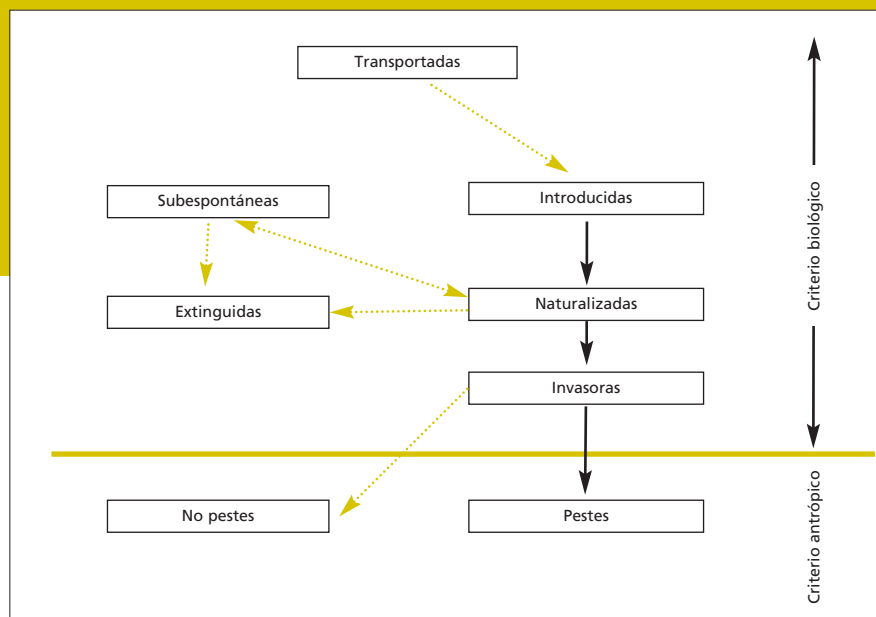 Transportadas
Subespontáneas
Introducidas
Extinguidas
Naturalizadas
Invasoras
No pestes
Pestes
Criterio biológico
Criterio antrópico